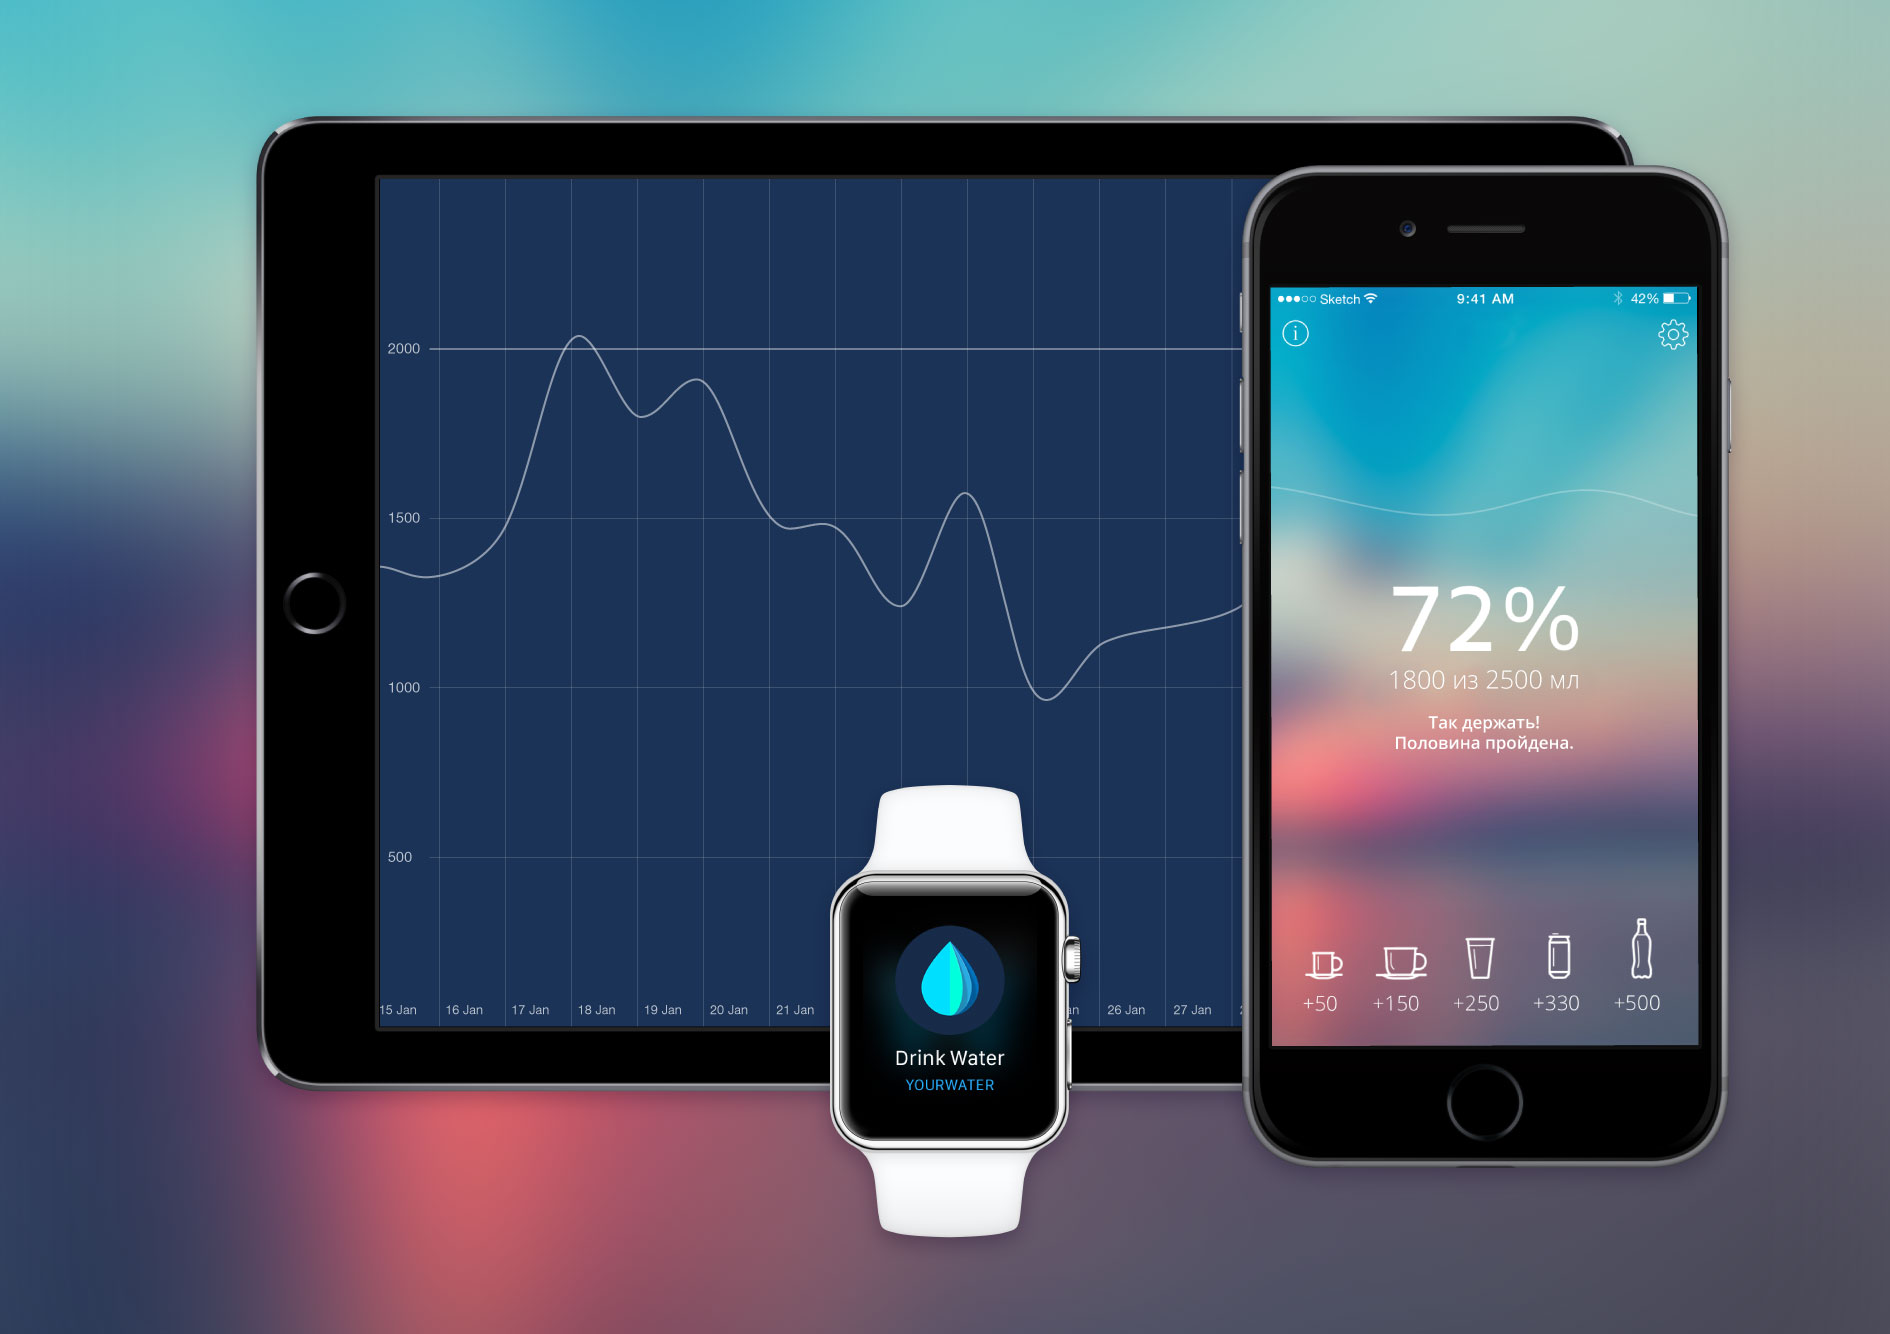 2000
1500
1000
500
15 Jan 16 Jan 17 Jan 18 Jan 19 Jan 20 Jan 21 Jan 26 Jan 27 Jan
Drink Water
YOURWATER
Sketch 9:41 AM 42%
72%
1800 из 2500 мл
Так держать!
Половина пройдена.
+50 +150 +250 +330 +500